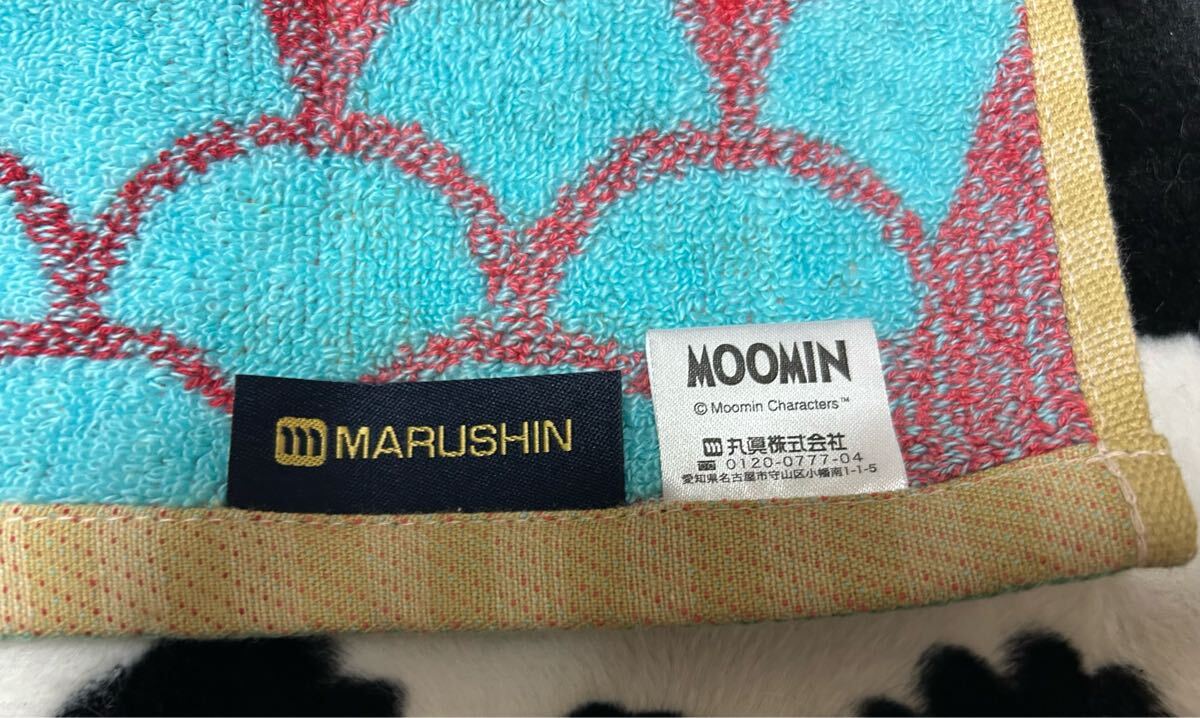 MARUSHIN
MOOMIN
© Moomin Characters™
丸眞株式会社
0120-0777-04
愛知県名古屋市守山区小幡南1-1-5